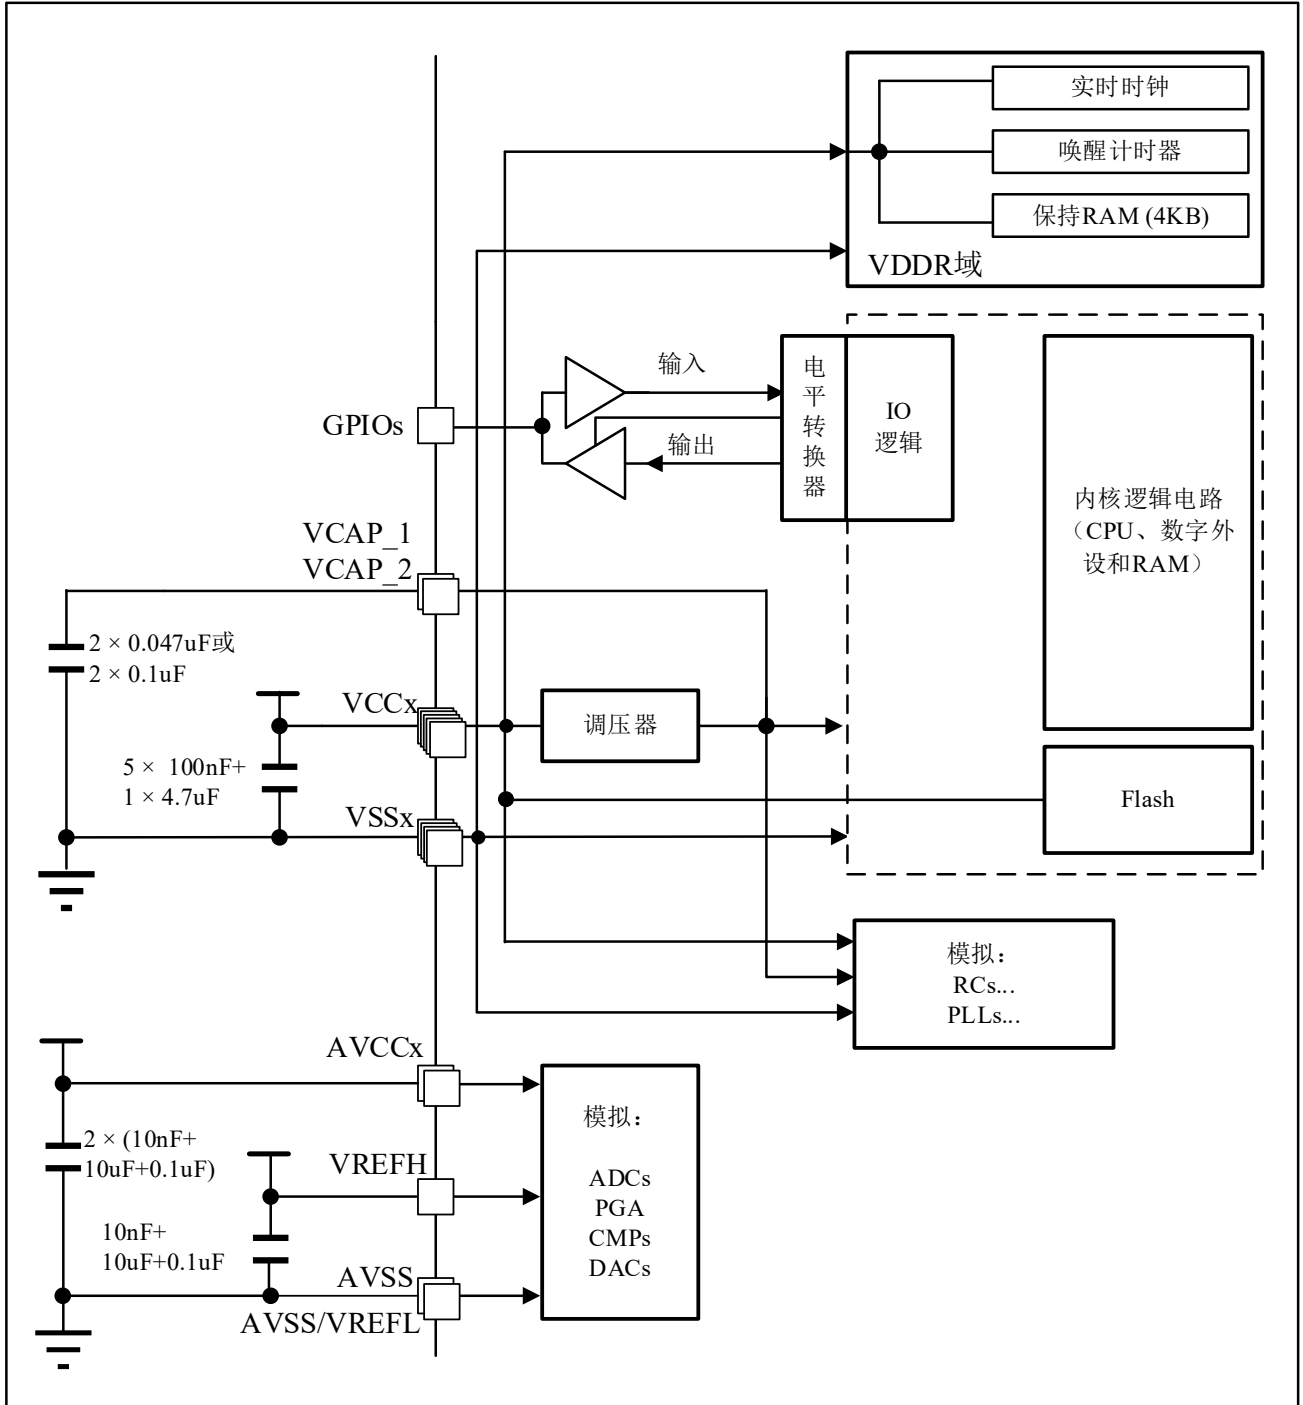 实时时钟
唤醒计时器
保持RAM (4KB)
VDDR域
输入
电
平
转
换
器
IO
逻辑
GPIOs
输出
内核逻辑电路
（CPU、数字外
设和RAM）
VCAP_1
VCAP_2
2 × 0.047uF或
2 × 0.1uF
VCCx
调压器
5 × 100nF+
1 × 4.7uF
VSSx
Flash
模拟：
RCs...
PLLs...
AVCCx
模拟：
ADCs
PGA
CMPs
DACs
2 × (10nF+
10uF+0.1uF)
VREFH
10nF+
10uF+0.1uF
AVSS
AVSS/VREFL